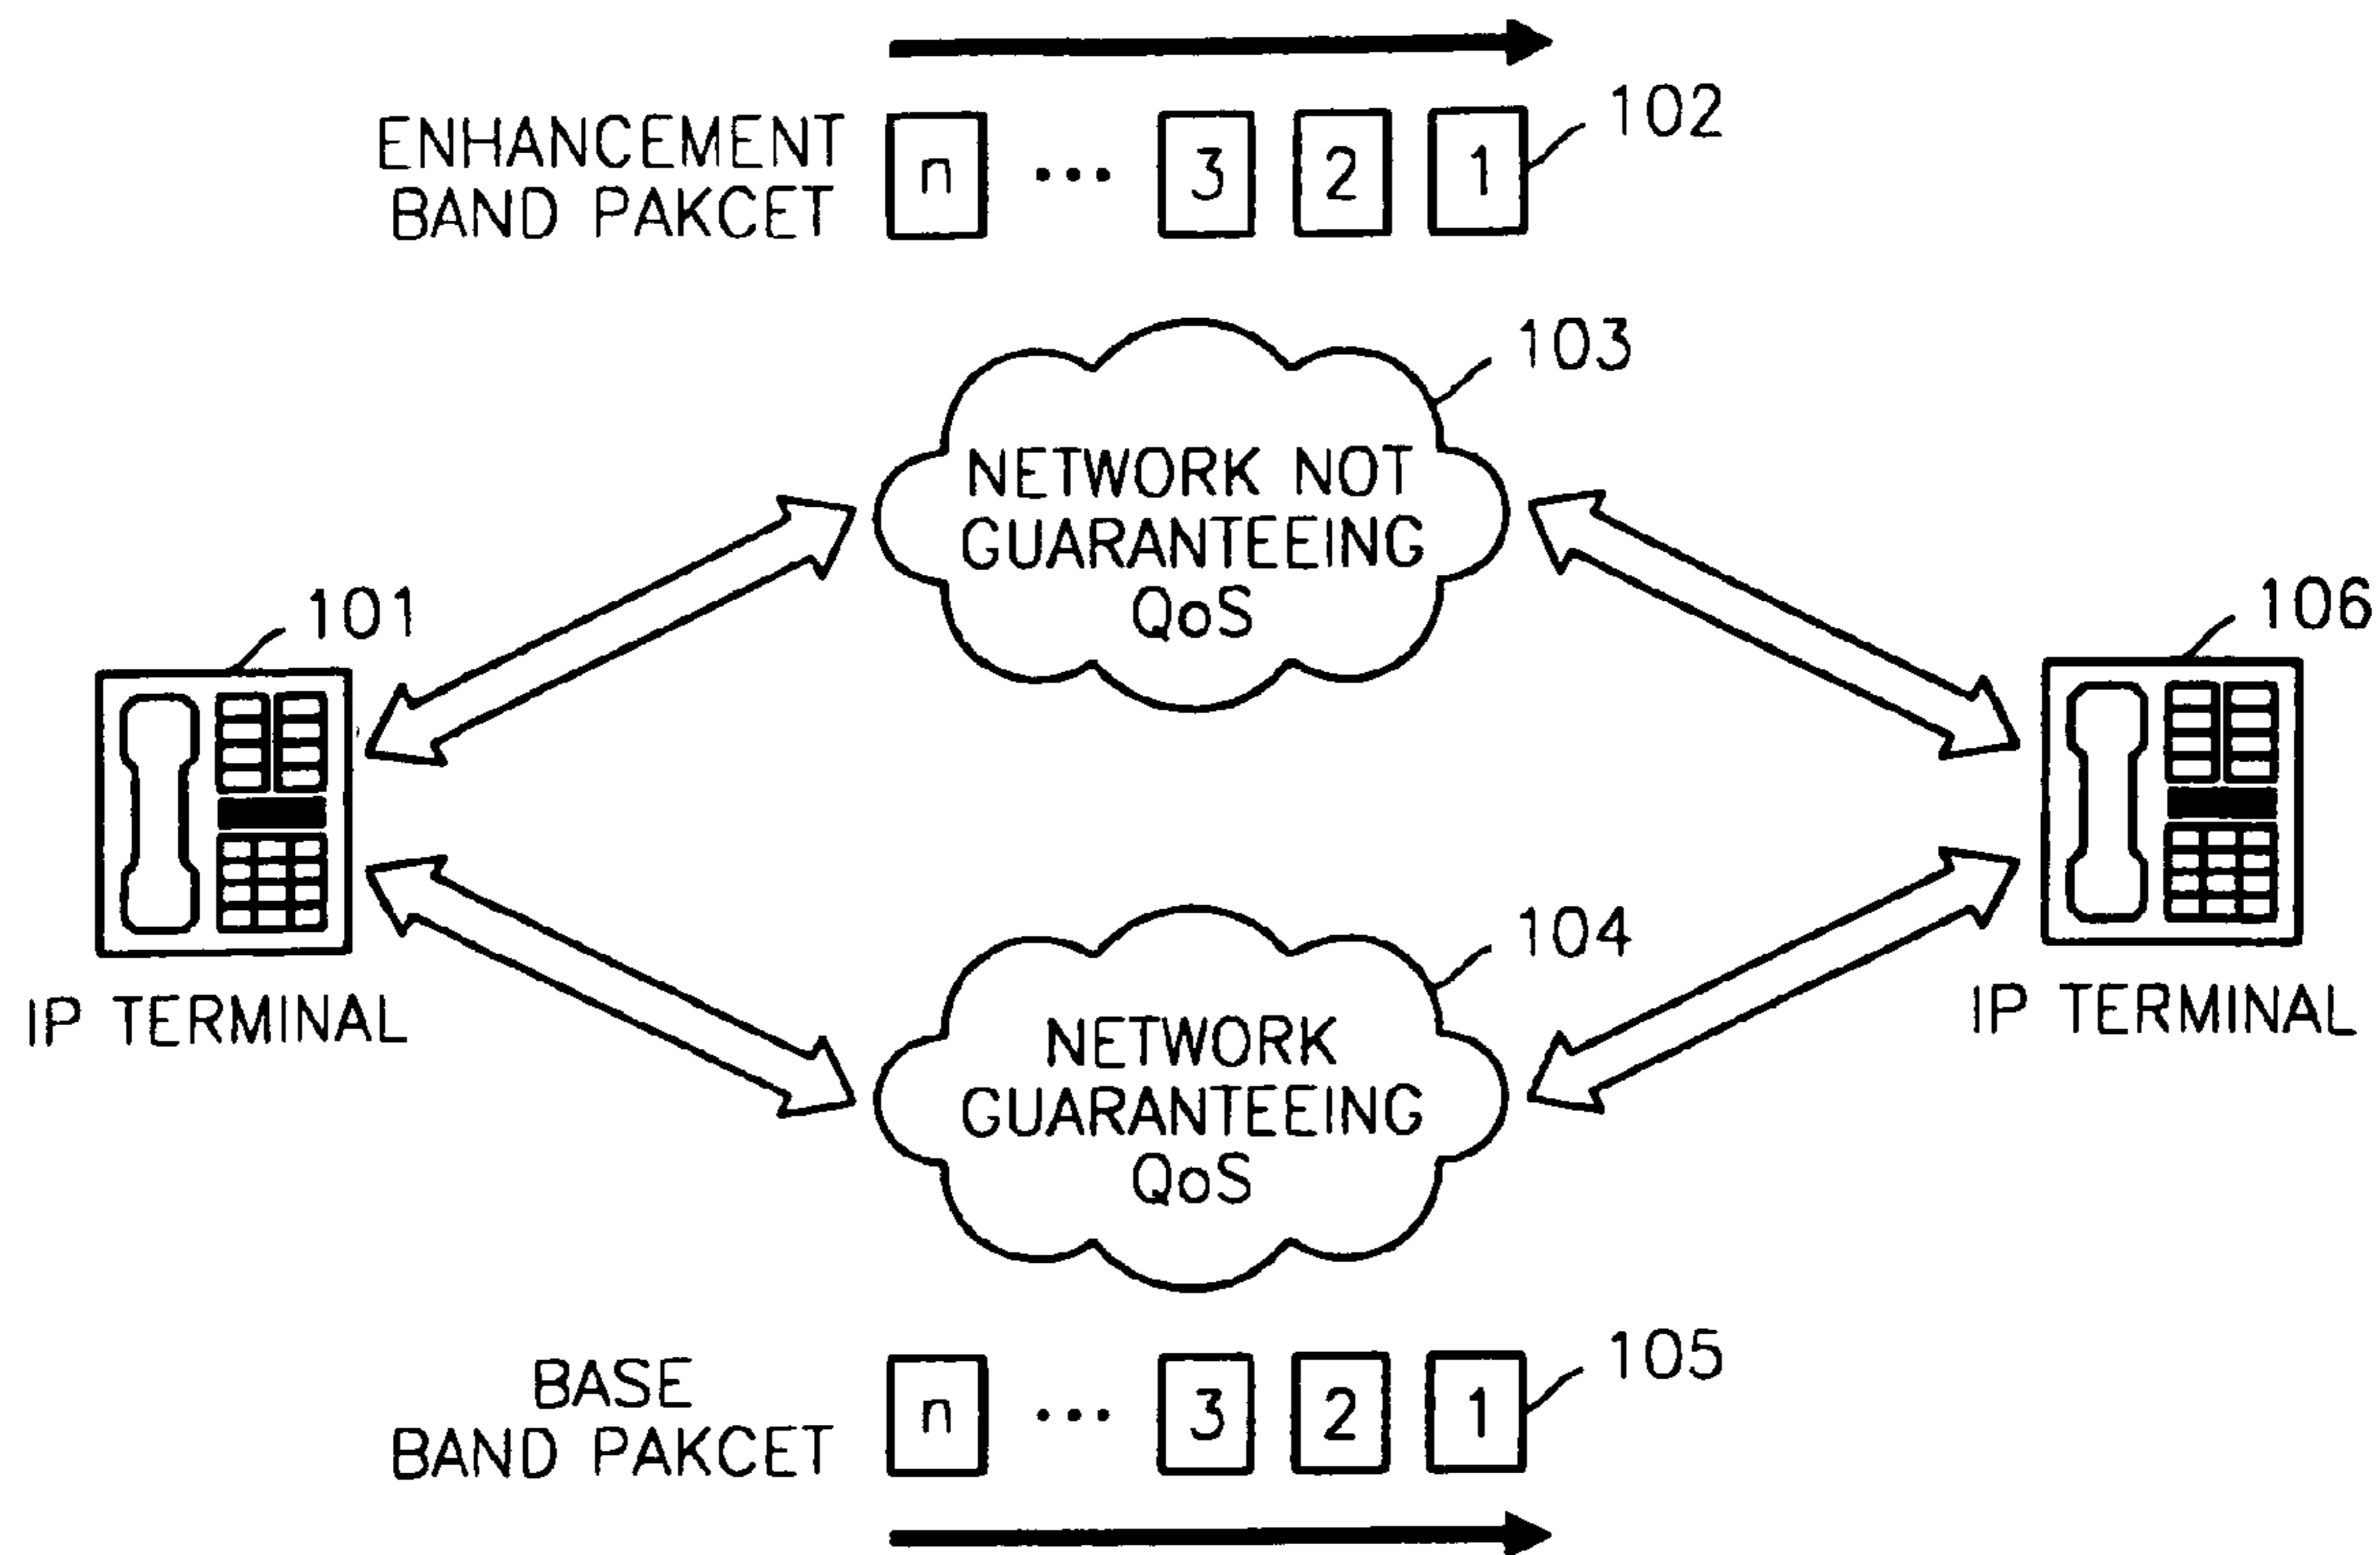 ENHANCEMENT
BAND PAKCET
n ... 3 2 1
102
103
NETWORK NOT
GUARANTEEING
QoS
101
106
IP TERMINAL
IP TERMINAL
104
NETWORK
GUARANTEEING
QoS
BASE
BAND PAKCET
n ... 3 2 1
105